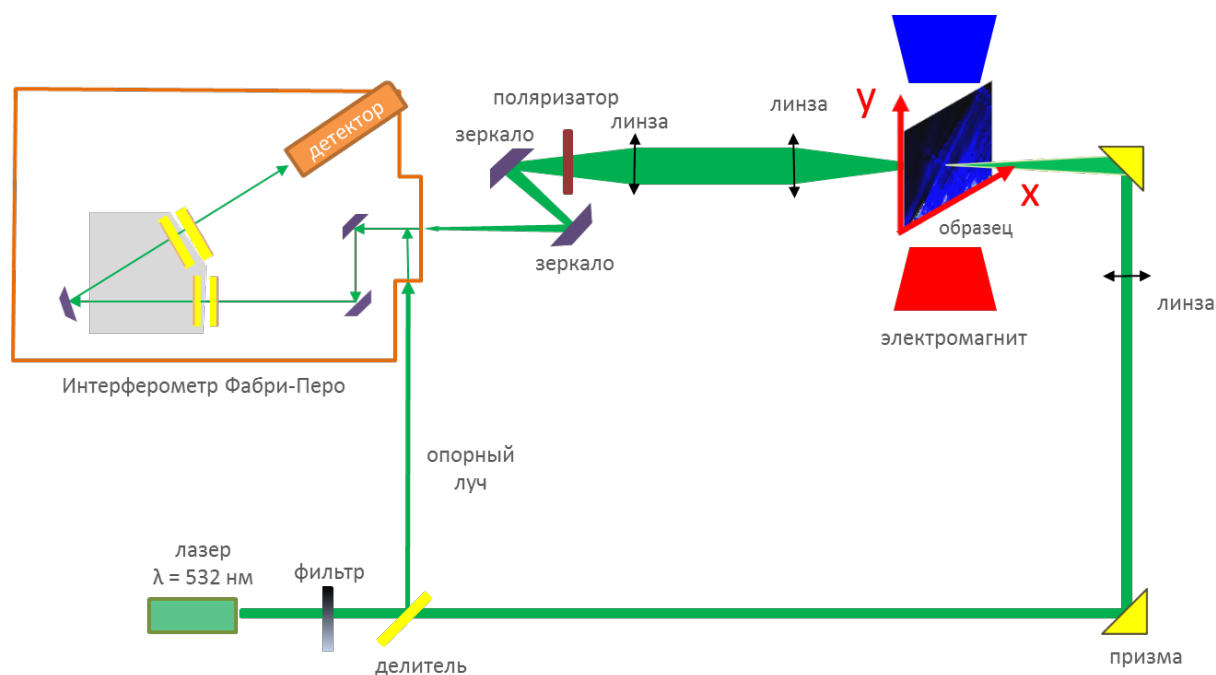 поляризатор
линза
линза
зеркало
y
детектор
x
образец
зеркало
линза
электромагнит
Интерферометр Фабри-Перо
опорный
луч
лазер
λ = 532 нм
фильтр
делитель
призма